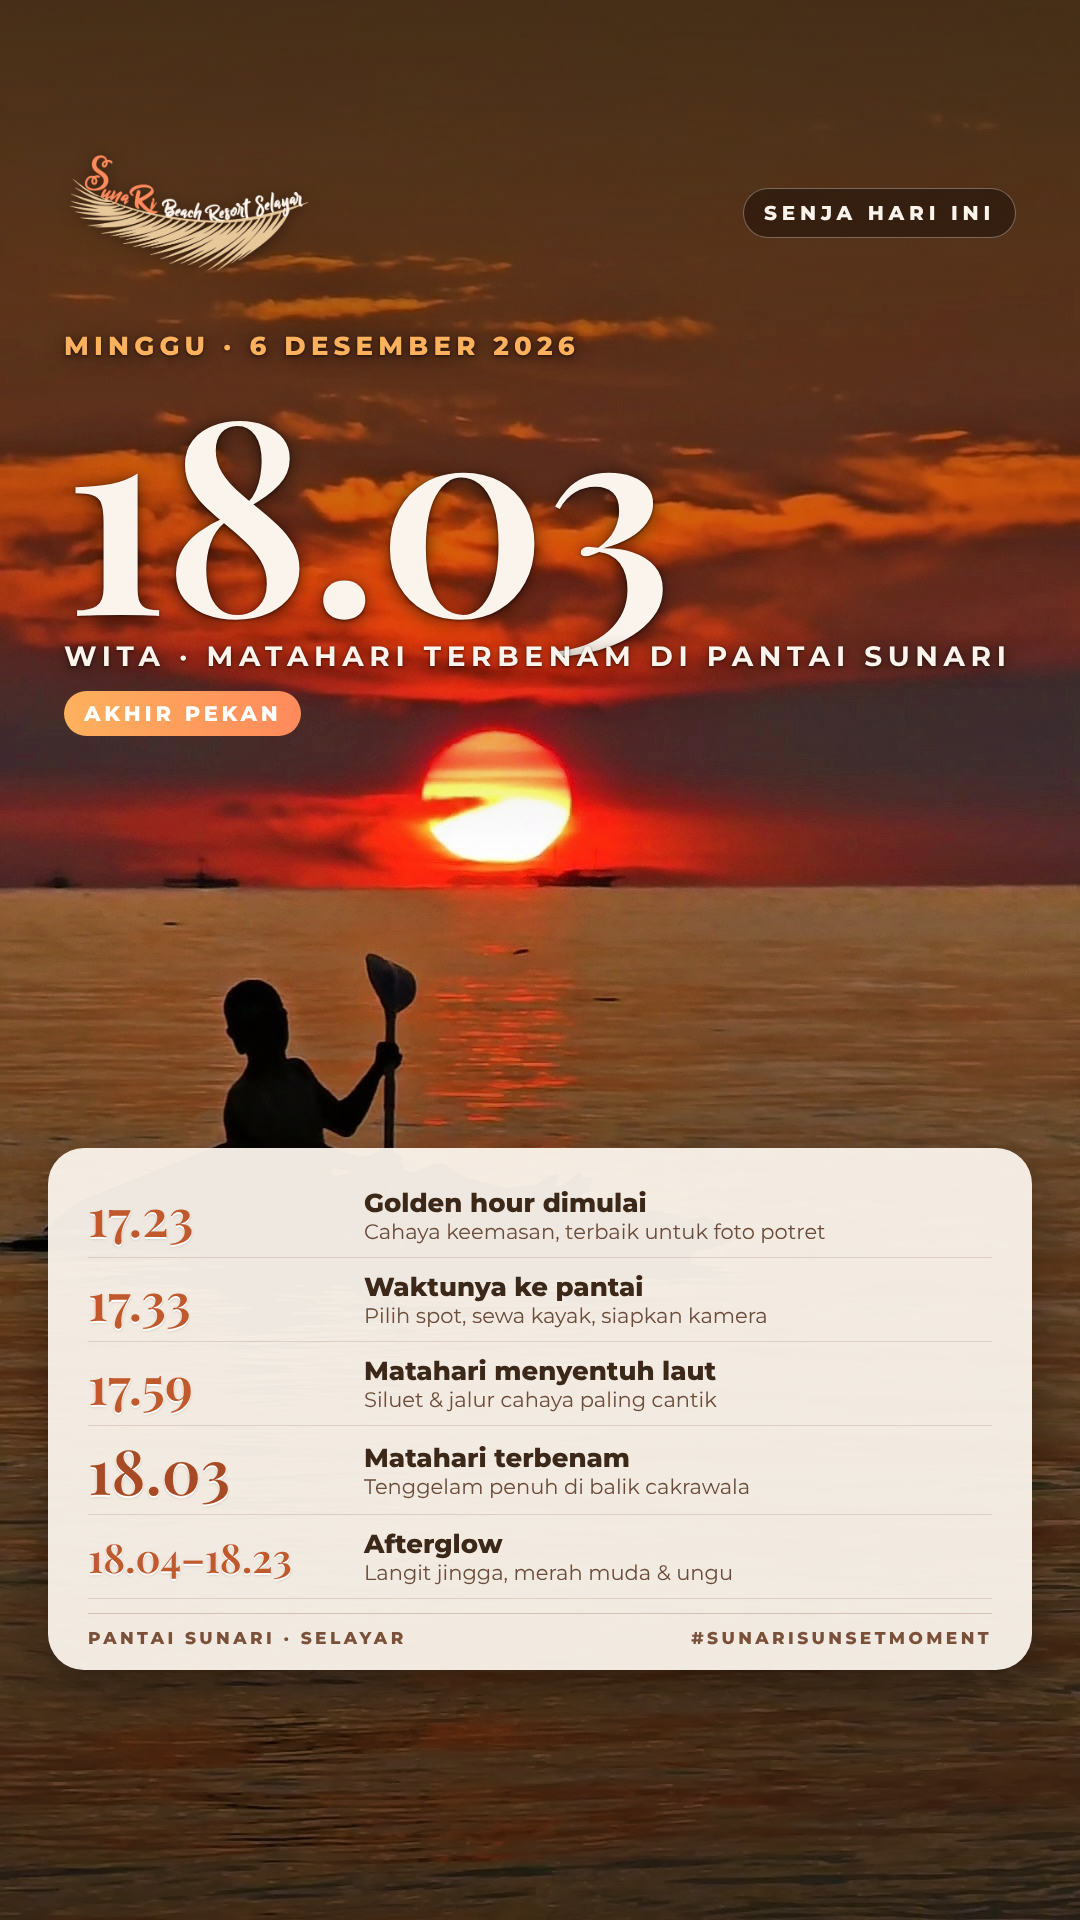 SunaRi Beach Resort Selayar
SENJA HARI INI
MINGGU · 6 DESEMBER 2026
18.03
WITA · MATAHARI TERBENAM DI PANTAI SUNARI
AKHIR PEKAN
17.23
Golden hour dimulai
Cahaya keemasan, terbaik untuk foto potret
17.33
Waktunya ke pantai
Pilih spot, sewa kayak, siapkan kamera
17.59
Matahari menyentuh laut
Siluet & jalur cahaya paling cantik
18.03
Matahari terbenam
Tenggelam penuh di balik cakrawala
18.04–18.23
Afterglow
Langit jingga, merah muda & ungu
PANTAI SUNARI · SELAYAR
#SUNARISUNSETMOMENT